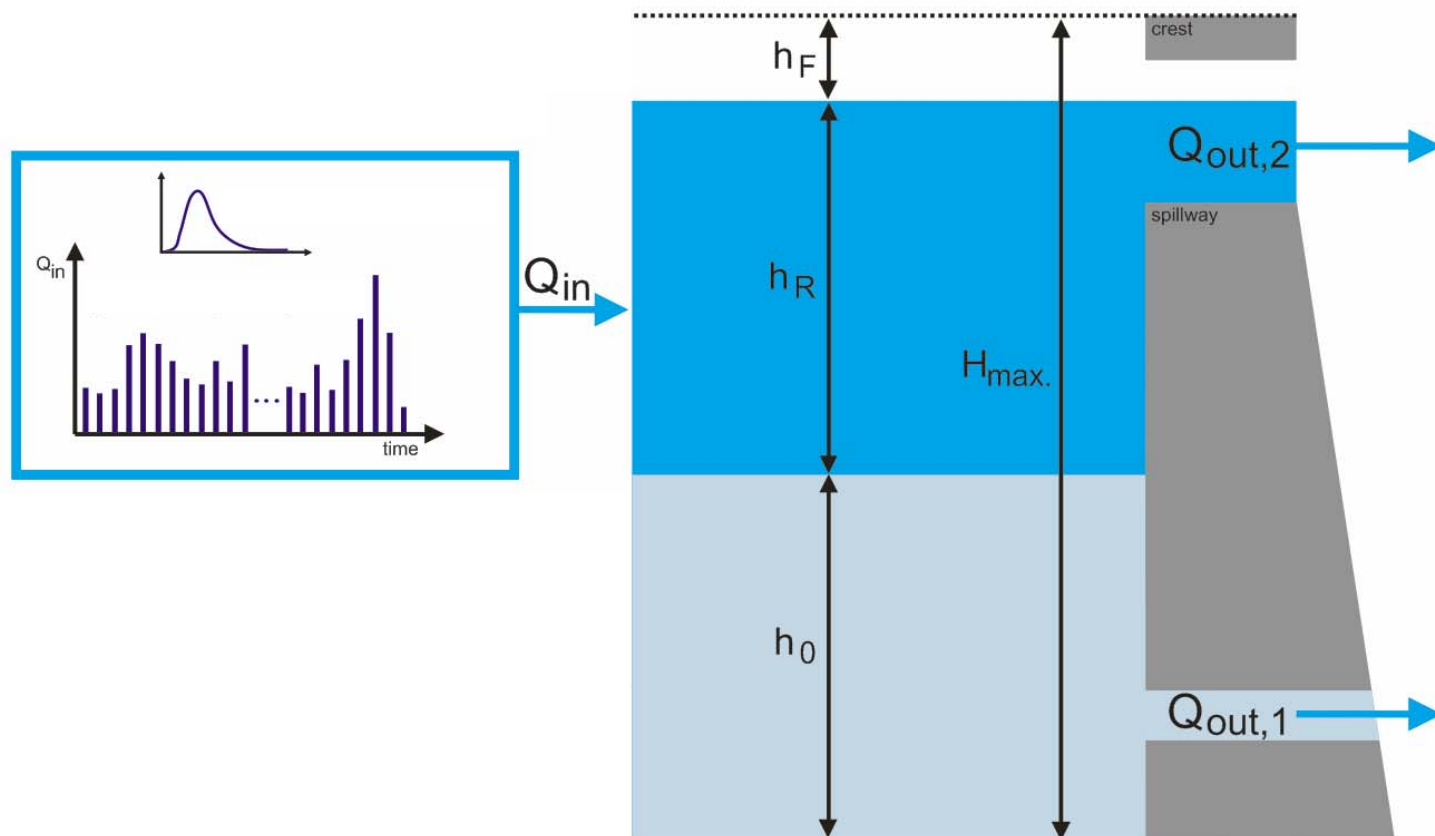 crest
h_F
Q_out,2
spillway
Q_in
Q_in
h_R
H_max.
time
h_0
Q_out,1